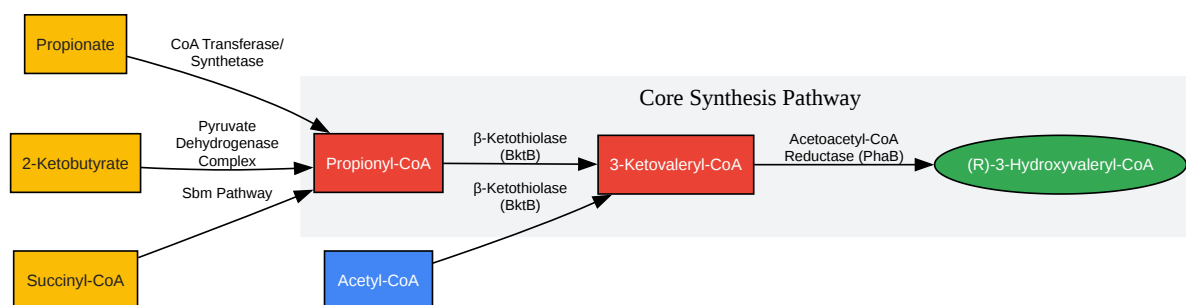 Propionate
CoA Transferase/
Synthetase
Core Synthesis Pathway
2-Ketobutyrate
Pyruvate
Dehydrogenase
Complex
Propionyl-CoA
β-Ketothiolase
(BktB)
3-Ketovaleryl-CoA
Acetoacetyl-CoA
Reductase (PhaB)
(R)-3-Hydroxyvaleryl-CoA
Sbm Pathway
β-Ketothiolase
(BktB)
Succinyl-CoA
Acetyl-CoA